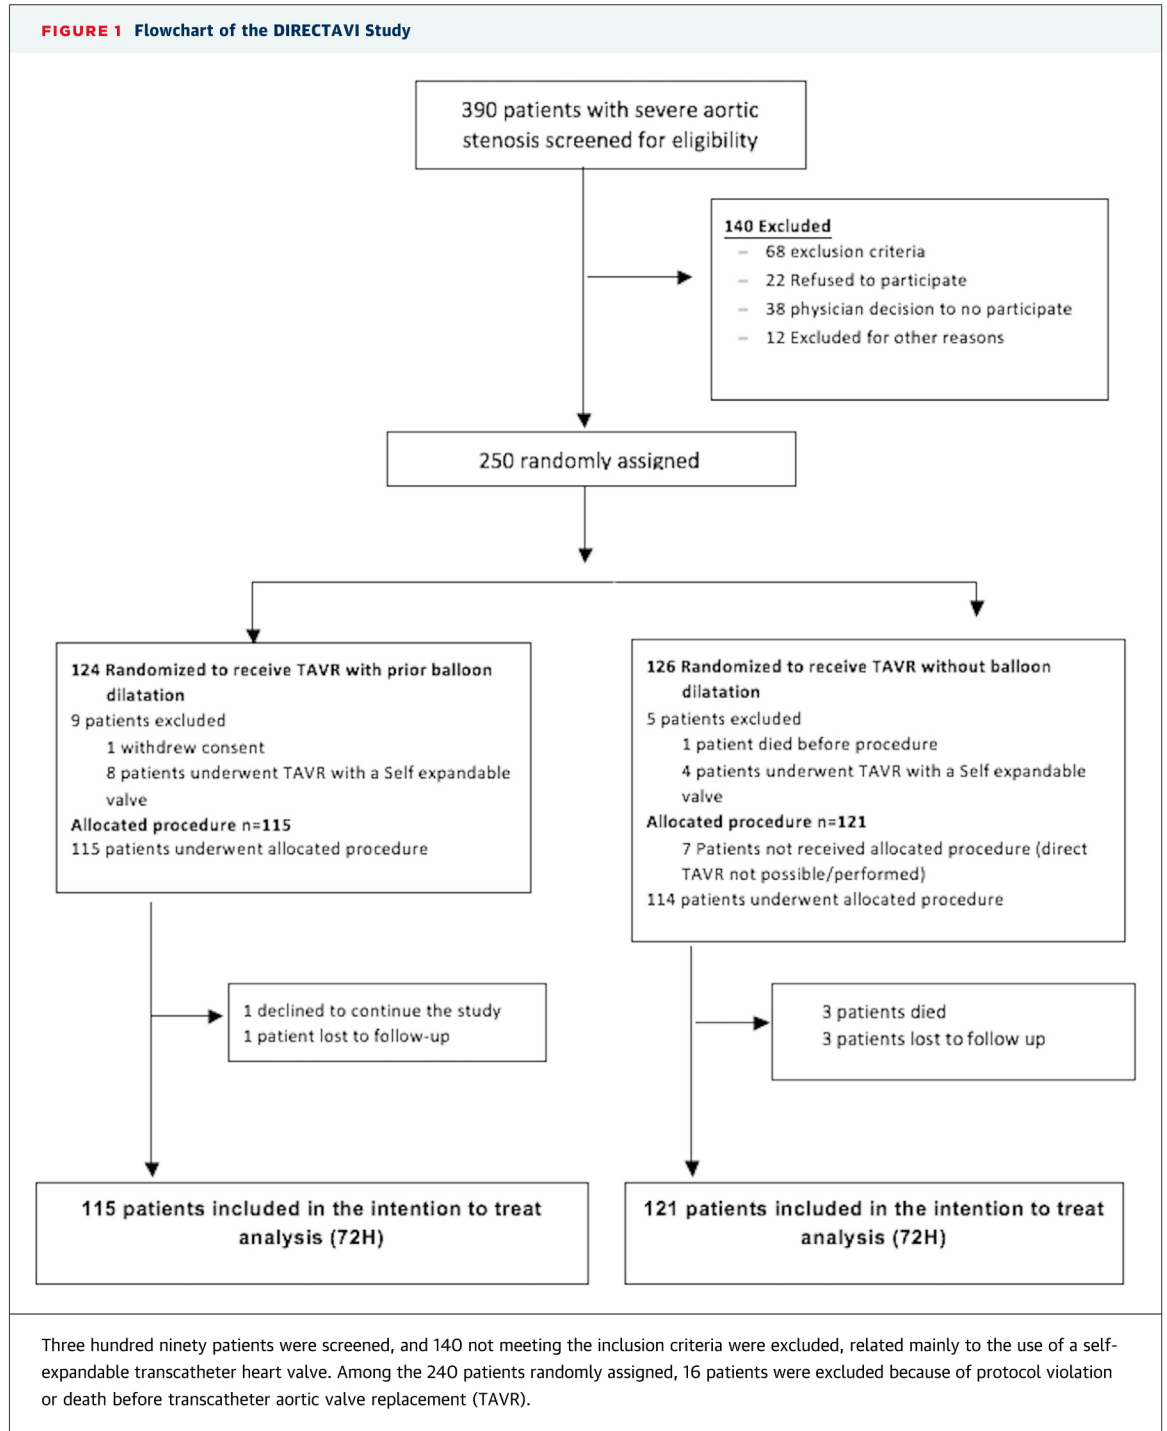 FIGURE 1 Flowchart of the DIRECTAVI Study
390 patients with severe aortic
stenosis screened for eligibility
140 Excluded
– 68 exclusion criteria
– 22 Refused to participate
– 38 physician decision to no participate
– 12 Excluded for other reasons
250 randomly assigned
124 Randomized to receive TAVR with prior balloon
dilatation
9 patients excluded
1 withdrew consent
8 patients underwent TAVR with a Self expandable
valve
Allocated procedure n=115
115 patients underwent allocated procedure
126 Randomized to receive TAVR without balloon
dilatation
5 patients excluded
1 patient died before procedure
4 patients underwent TAVR with a Self expandable
valve
Allocated procedure n=121
7 Patients not received allocated procedure (direct
TAVR not possible/performed)
114 patients underwent allocated procedure
1 declined to continue the study
1 patient lost to follow-up
3 patients died
3 patients lost to follow up
115 patients included in the intention to treat
analysis (72H)
121 patients included in the intention to treat
analysis (72H)
Three hundred ninety patients were screened, and 140 not meeting the inclusion criteria were excluded, related mainly to the use of a self-
expandable transcatheter heart valve. Among the 240 patients randomly assigned, 16 patients were excluded because of protocol violation
or death before transcatheter aortic valve replacement (TAVR).